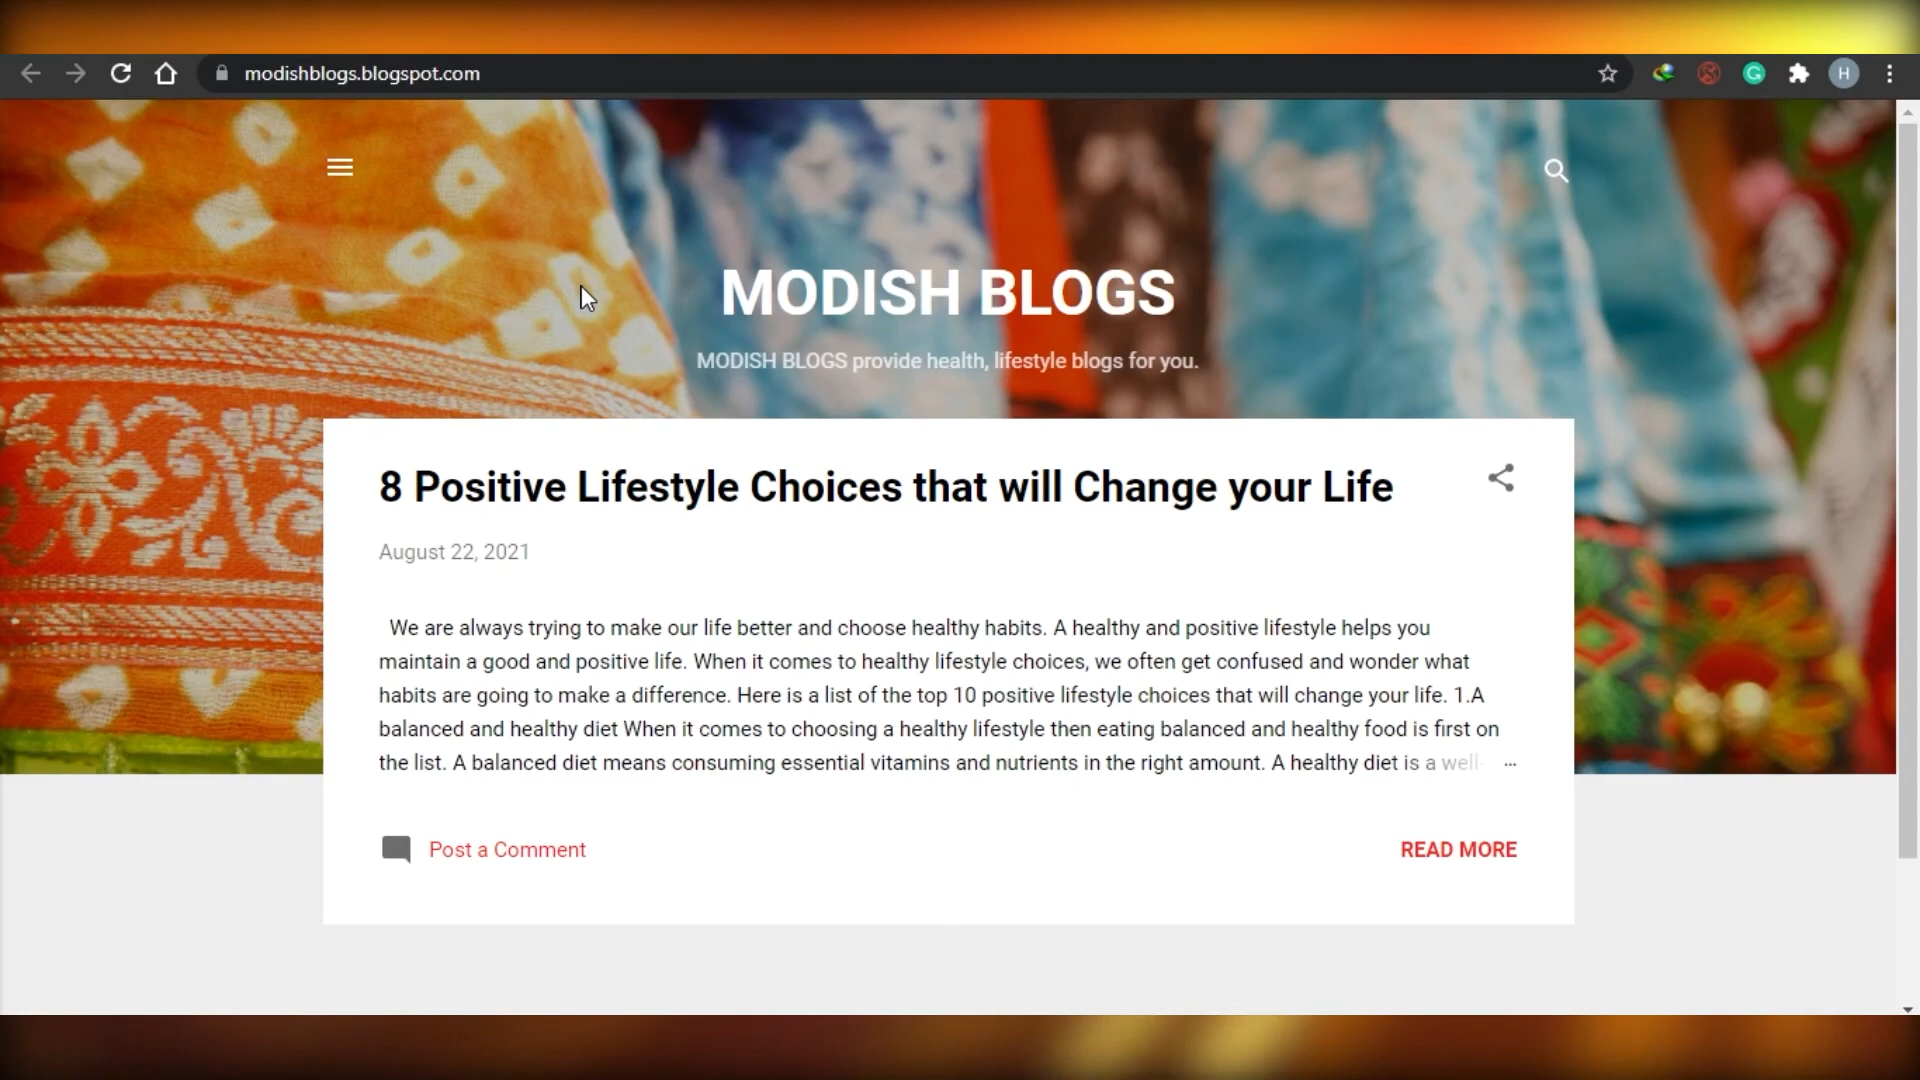 modishblogs.blogspot.com
H
MODISH BLOGS
MODISH BLOGS provide health, lifestyle blogs for you.
8 Positive Lifestyle Choices that will Change your Life
August 22, 2021
We are always trying to make our life better and choose healthy habits. A healthy and positive lifestyle helps you
maintain a good and positive life. When it comes to healthy lifestyle choices, we often get confused and wonder what
habits are going to make a difference. Here is a list of the top 10 positive lifestyle choices that will change your life. 1.A
balanced and healthy diet When it comes to choosing a healthy lifestyle then eating balanced and healthy food is first on
the list. A balanced diet means consuming essential vitamins and nutrients in the right amount. A healthy diet is a well- ...
Post a Comment
READ MORE